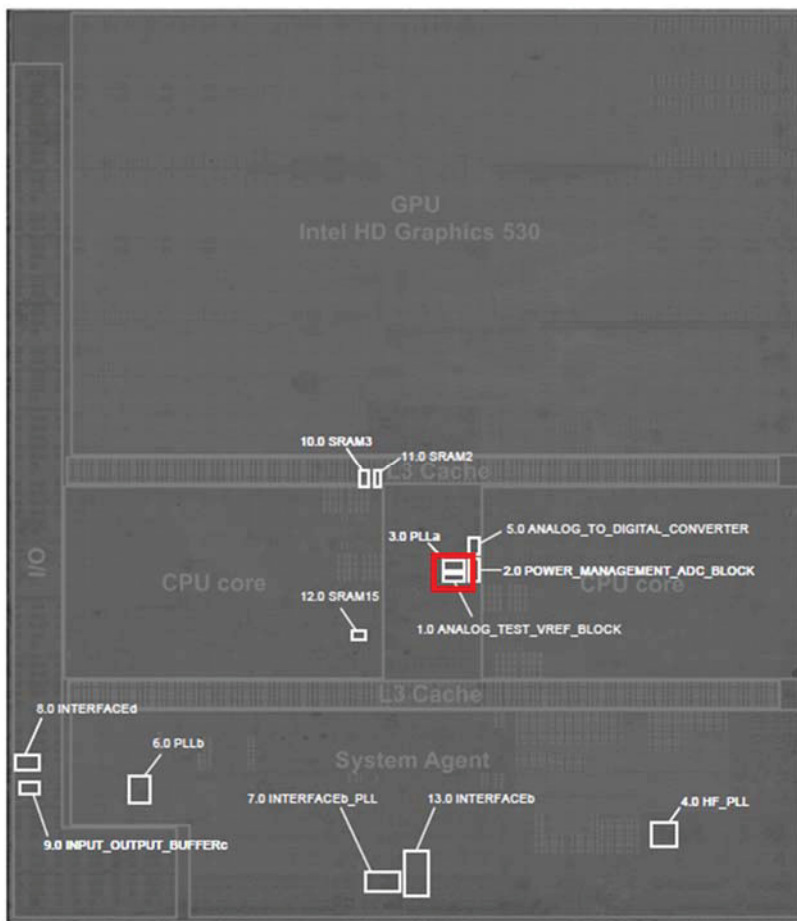 GPU
Intel HD Graphics 530
10.0 SRAM3
11.0 SRAM2
L3 Cache
3.0 PLLa
5.0 ANALOG_TO_DIGITAL_CONVERTER
I/O
CPU core
2.0 POWER_MANAGEMENT_ADC_BLOCK
CPU core
12.0 SRAM15
1.0 ANALOG_TEST_VREF_BLOCK
L3 Cache
8.0 INTERFACEd
6.0 PLLb
System Agent
7.0 INTERFACEb_PLL
13.0 INTERFACEb
4.0 HF_PLL
9.0 INPUT_OUTPUT_BUFFERc